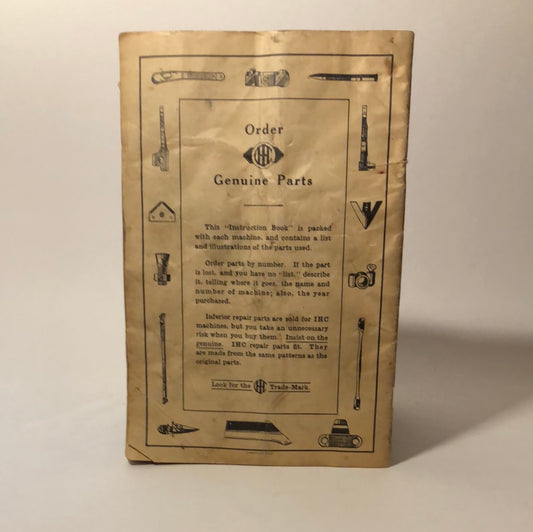 Order
IHC
Genuine Parts
This "Instruction Book" is packed
with each machine, and contains a list
and illustrations of the parts used.
Order parts by number. If the part
is lost, and you have no "list," describe
it, telling where it goes, the name and
number of machine; also, the year
purchased.
Inferior repair parts are sold for IHC
machines, but you take an unnecessary
risk when you buy them. Insist on the
genuine. IHC repair parts fit. They
are made from the same patterns as the
original parts.
Look for the IHC Trade-Mark.